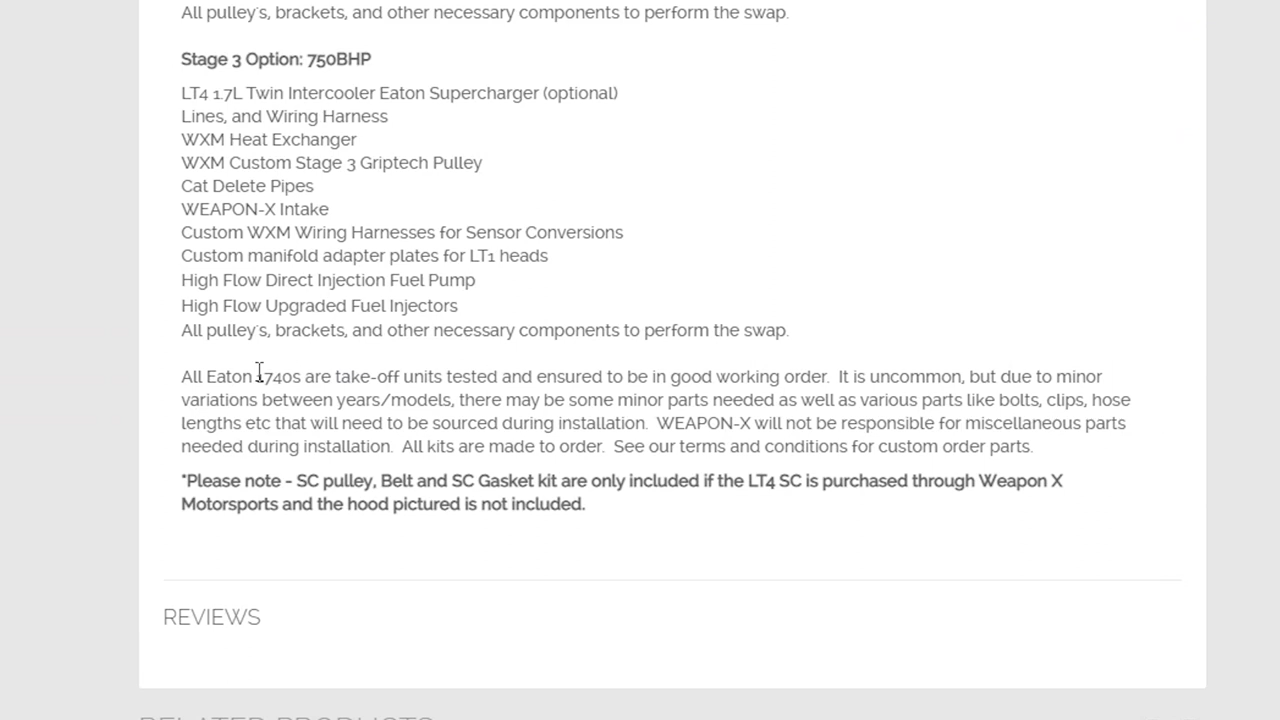 All pulley's, brackets, and other necessary components to perform the swap.
Stage 3 Option: 750BHP
LT4 1.7L Twin Intercooler Eaton Supercharger (optional)
Lines, and Wiring Harness
WXM Heat Exchanger
WXM Custom Stage 3 Griptech Pulley
Cat Delete Pipes
WEAPON-X Intake
Custom WXM Wiring Harnesses for Sensor Conversions
Custom manifold adapter plates for LT1 heads
High Flow Direct Injection Fuel Pump
High Flow Upgraded Fuel Injectors
All pulley's, brackets, and other necessary components to perform the swap.
All Eaton 1740s are take-off units tested and ensured to be in good working order.  It is uncommon, but due to minor
variations between years/models, there may be some minor parts needed as well as various parts like bolts, clips, hose
lengths etc that will need to be sourced during installation.  WEAPON-X will not be responsible for miscellaneous parts
needed during installation.  All kits are made to order.  See our terms and conditions for custom order parts.
*Please note - SC pulley, Belt and SC Gasket kit are only included if the LT4 SC is purchased through Weapon X
Motorsports and the hood pictured is not included.
REVIEWS
RELATED PRODUCTS